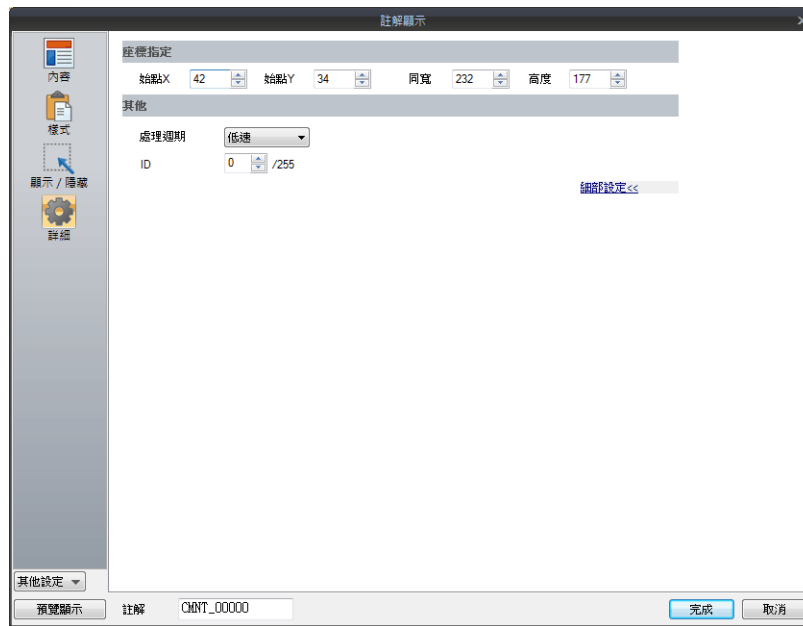 註解顯示
內容
樣式
顯示 / 隱藏
詳細
座標指定
始點X 42 始點Y 34 同寬 232 高度 177
其他
處理週期 低速
ID 0 /255
細部設定<<
其他設定
預覽顯示 註解 CMNT_00000 完成 取消